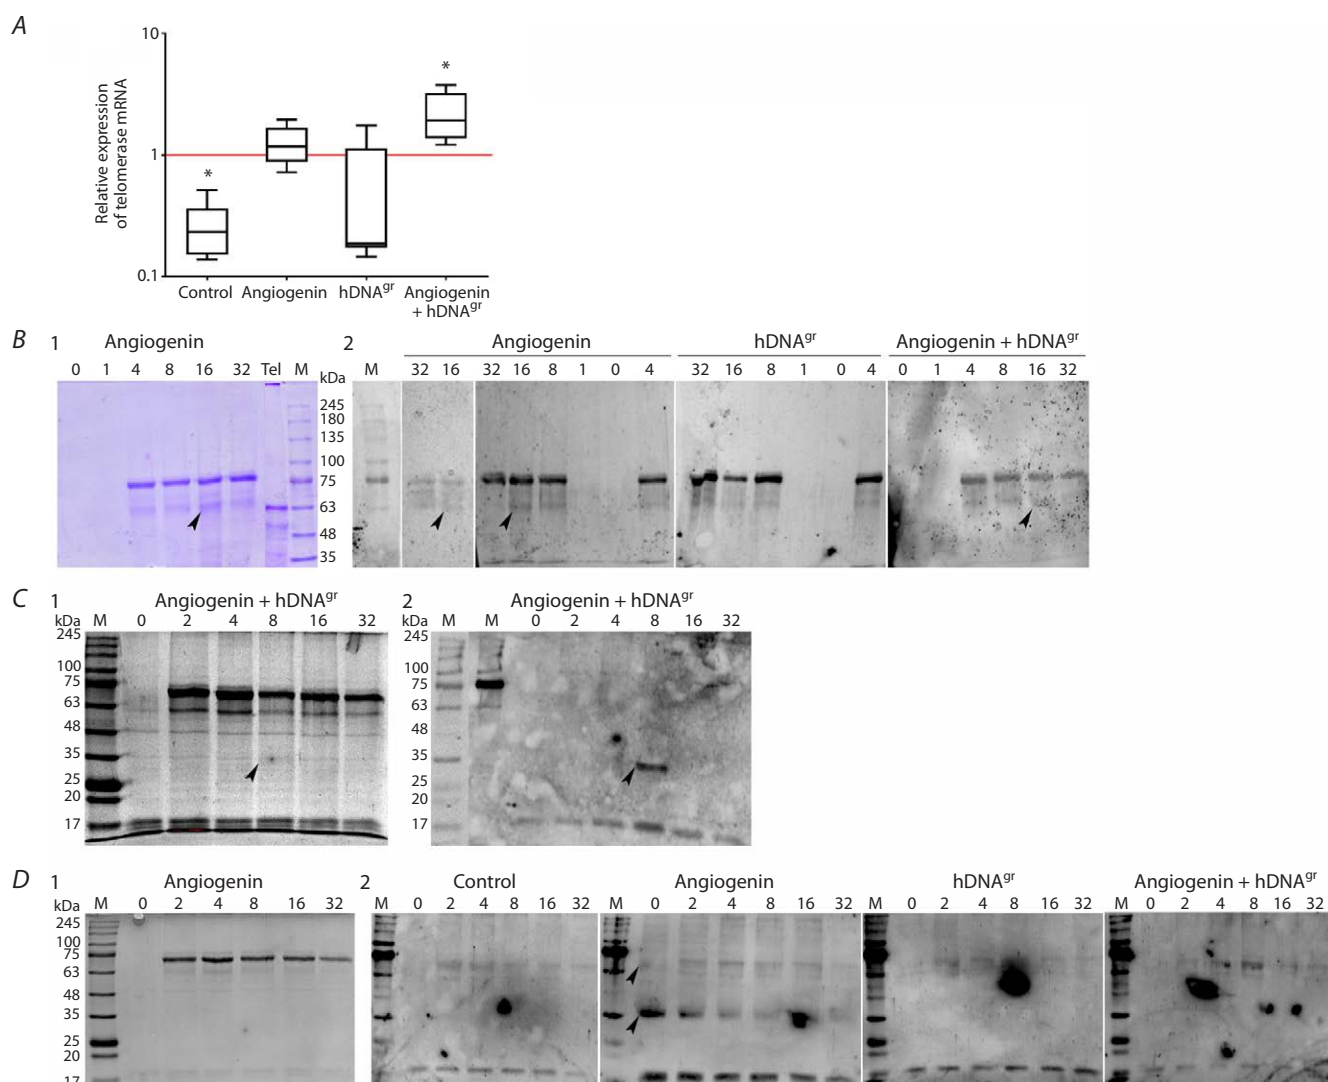 A
10
1
0.1
Relative expression
of telomerase mRNA
*
*
Control Angiogenin hDNAgr Angiogenin
+ hDNAgr
B 1 Angiogenin 2 Angiogenin hDNAgr Angiogenin + hDNAgr
0 1 4 8 16 32 Tel M kDa M 32 16 32 16 8 1 0 4 32 16 8 1 0 4 0 1 4 8 16 32
245
180
135
100
75
63
48
35
C 1 Angiogenin + hDNAgr 2 Angiogenin + hDNAgr
kDa M 0 2 4 8 16 32 kDa M M 0 2 4 8 16 32
245 245
100 100
75 75
63 63
48 48
35 35
25 25
20 20
17 17
D 1 Angiogenin 2 Control Angiogenin hDNAgr Angiogenin + hDNAgr
kDa M 0 2 4 8 16 32 M 0 2 4 8 16 32 M 0 2 4 8 16 32 M 0 2 4 8 16 32 M 0 2 4 8 16 32
245
100
75
63
48
35
25
20
17